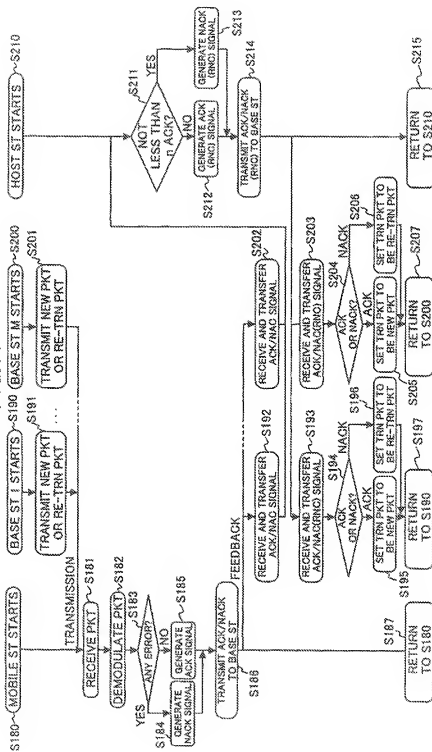 S180
MOBILE ST STARTS
TRANSMISSION
RECEIVE PKT
S181
DEMODULATE PKT
S182
ANY ERROR?
S183
YES
NO
S184
GENERATE
NACK SIGNAL
GENERATE
ACK SIGNAL
S185
TRANSMIT ACK/NACK
TO BASE ST
S186
FEEDBACK
S187
RETURN
TO S180
BASE ST 1 STARTS
S190
S191
TRANSMIT NEW PKT
OR RE-TRN PKT
...
BASE ST M STARTS
S200
S201
TRANSMIT NEW PKT
OR RE-TRN PKT
RECEIVE AND TRANSFER
ACK/NAC SIGNAL
S192
RECEIVE AND TRANSFER
ACK/NAC(RNC) SIGNAL
S193
S194
ACK
OR NACK?
NACK
S196
ACK
SET TRN PKT TO
BE NEW PKT
SET TRN PKT TO
BE RE-TRN PKT
S195
S197
RETURN
TO S190
RECEIVE AND TRANSFER
ACK/NAC SIGNAL
S202
RECEIVE AND TRANSFER
ACK/NAC(RNC) SIGNAL
S203
S204
ACK
OR NACK?
NACK
S206
ACK
SET TRN PKT TO
BE NEW PKT
SET TRN PKT TO
BE RE-TRN PKT
S205
S207
RETURN
TO S200
HOST ST STARTS
S210
S211
NOT
LESS THAN
n ACK?
YES
NO
S212
GENERATE ACK
(RNC) SIGNAL
GENERATE NACK
(RNC) SIGNAL
S213
TRANSMIT ACK/NACK
(RNC) TO BASE ST
S214
RETURN
TO S210
S215